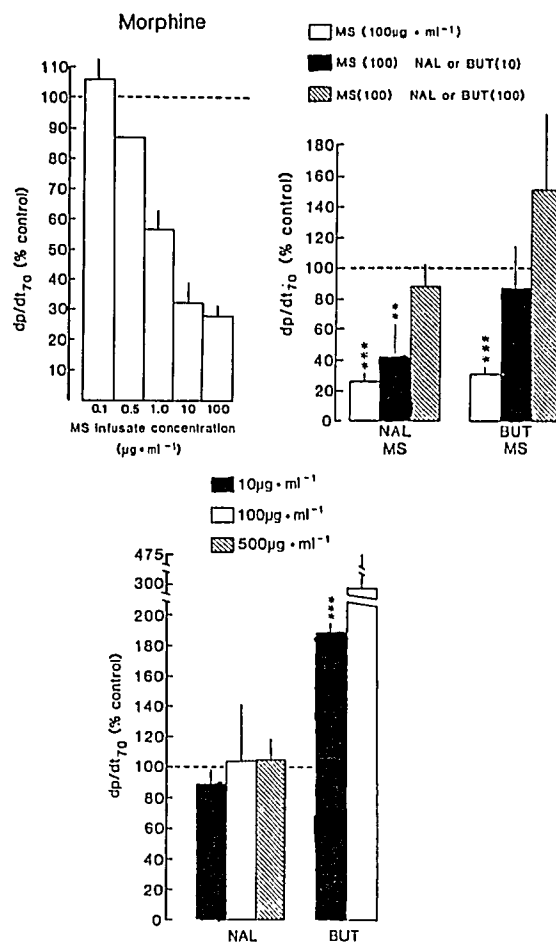 Morphine
110
100
90
80
70
60
50
40
30
20
10
dp/dt70 (% control)
0.1 0.5 1.0 10 100
MS Infusate concentration
(µg • ml⁻¹)
MS (100µg • ml⁻¹)
MS (100) NAL or BUT(10)
MS(100) NAL or BUT(100)
180
160
140
120
100
80
60
40
20
0
dp/dt70 (% control)
***
**
***
NAL BUT
MS MS
10µg • ml⁻¹
100µg • ml⁻¹
500µg • ml⁻¹
475
300
200
180
160
140
120
100
80
60
40
20
0
dp/dt70 (% control)
***
NAL BUT